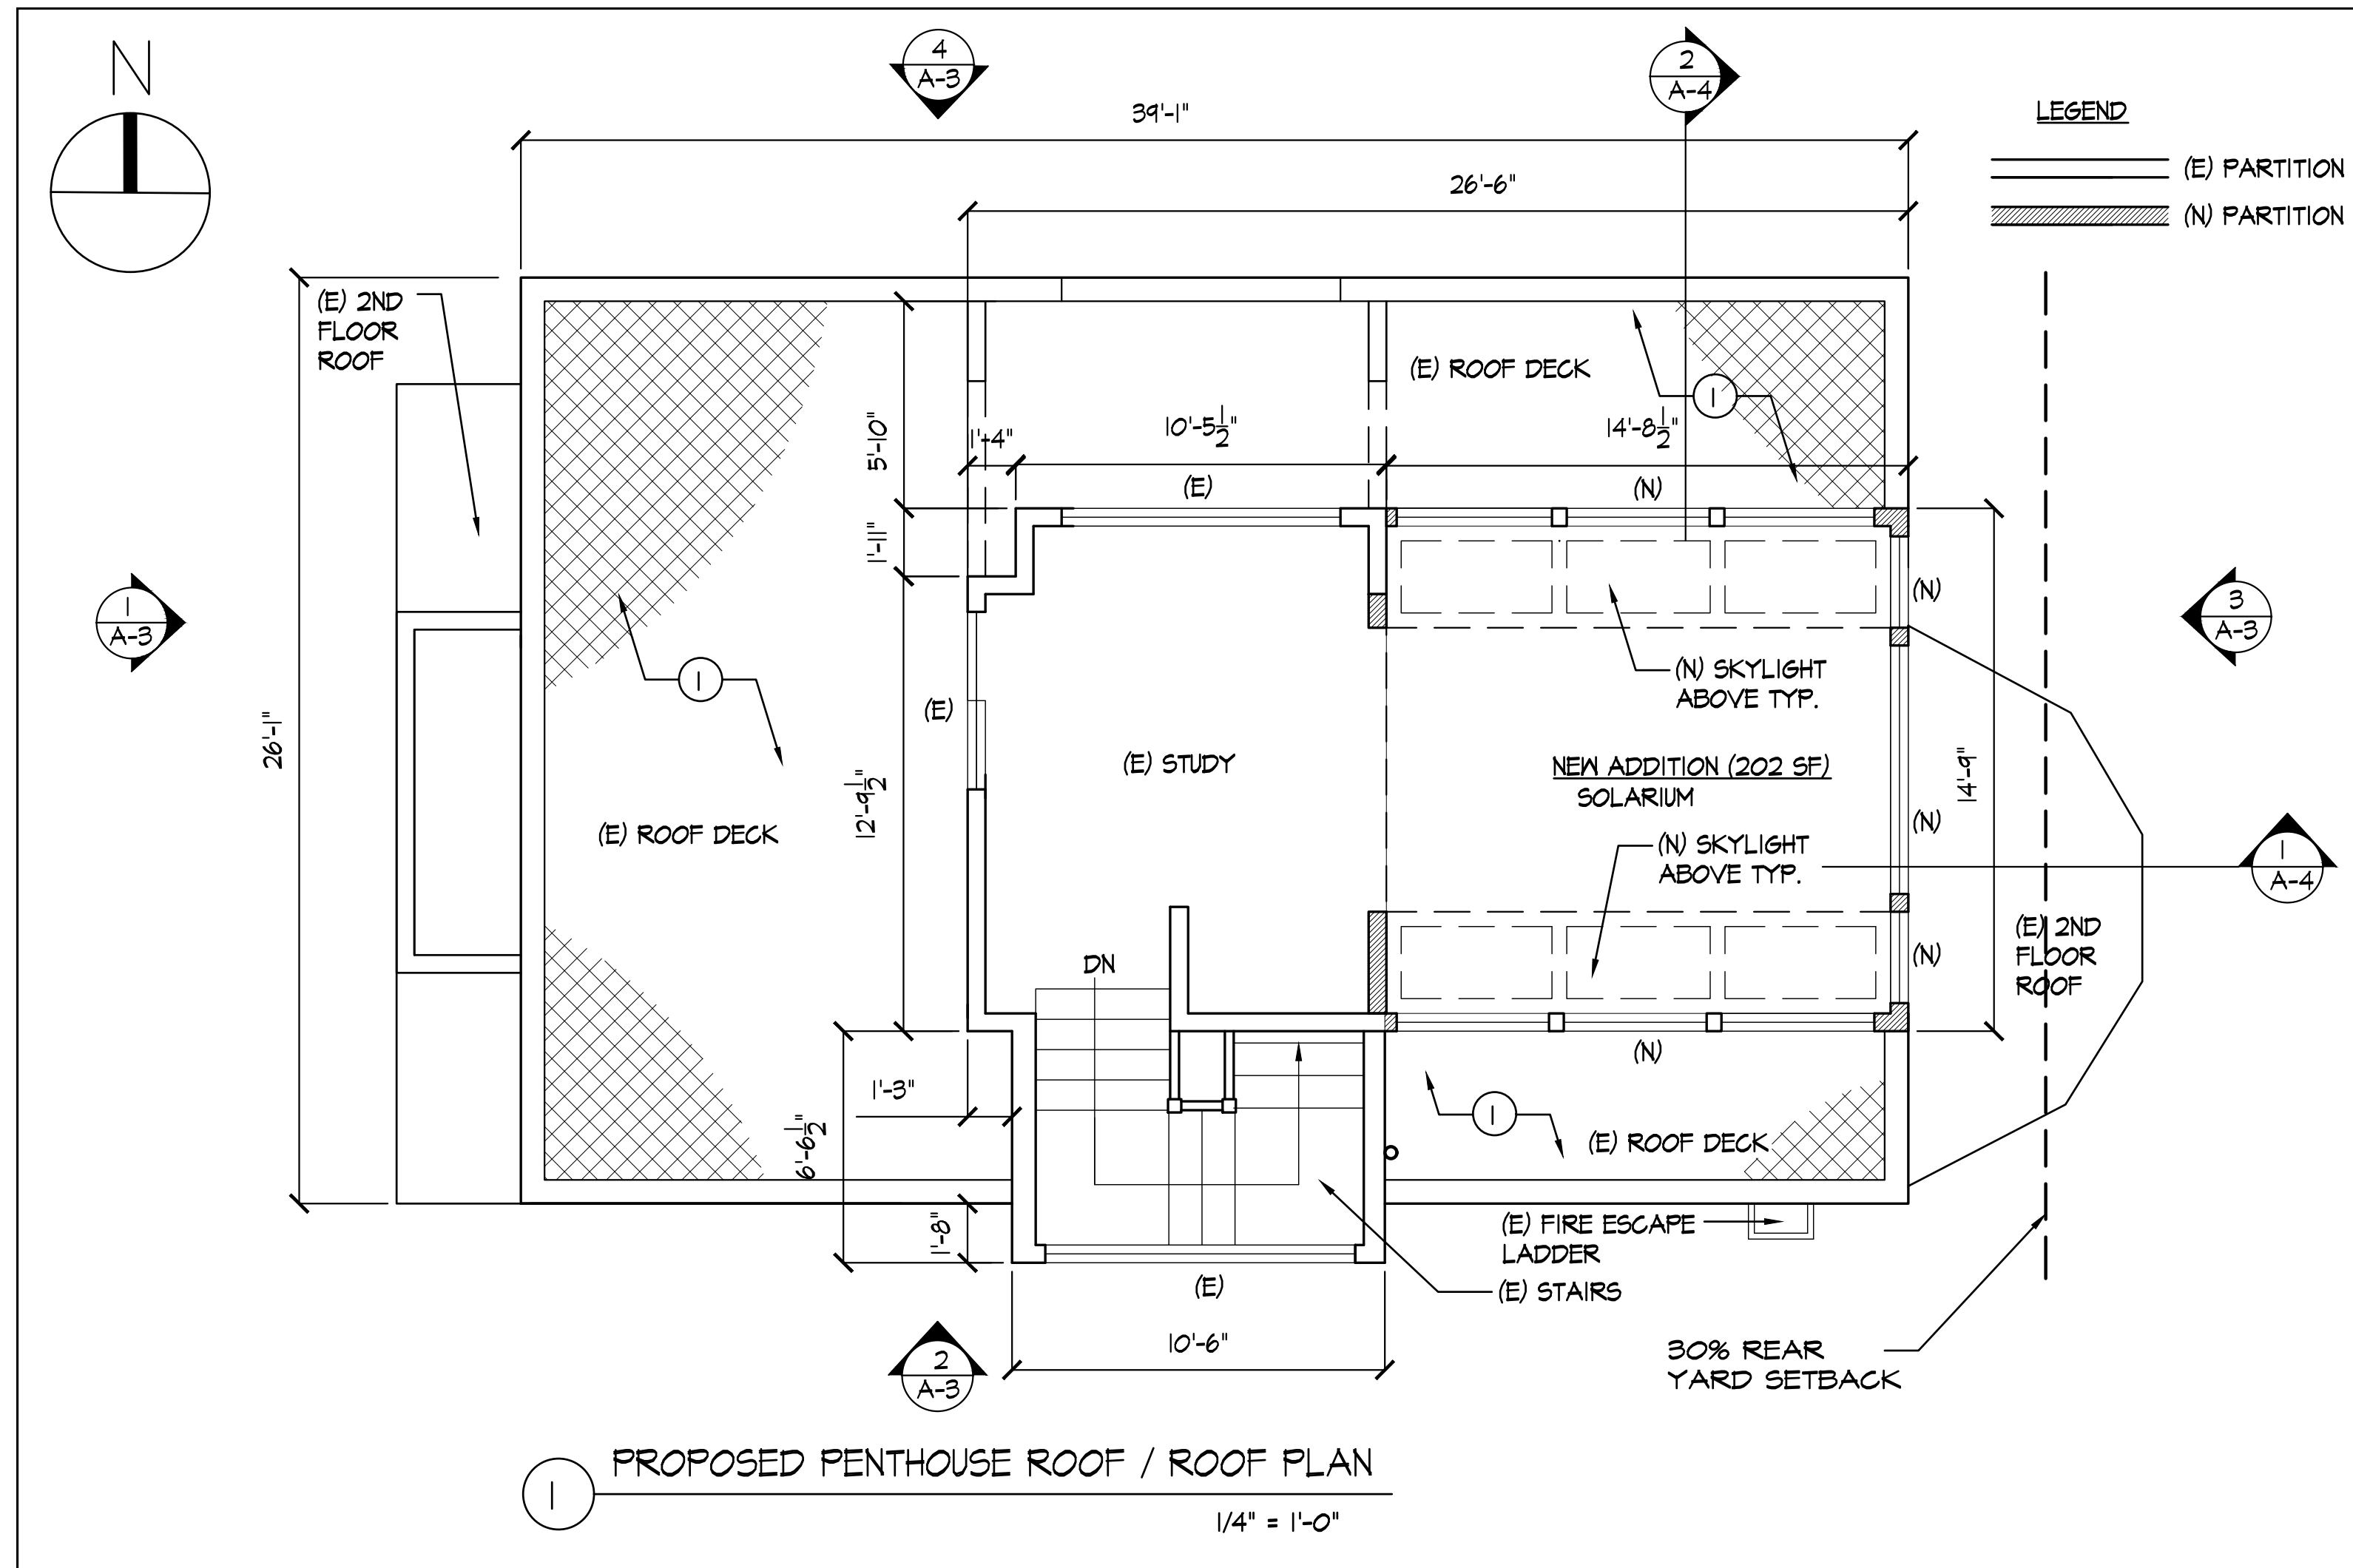 N
4
A-3
2
A-4
39'-1"
LEGEND
(E) PARTITION
26'-6"
(N) PARTITION
(E) 2ND
FLOOR
ROOF
(E) ROOF DECK
1
5'-10"
1'-4"
10'-5 1/2"
14'-8 1/2"
(E)
(N)
1'-11"
(N)
1
A-3
3
A-3
1
(N) SKYLIGHT
ABOVE TYP.
(E)
26'-1"
(E) STUDY
NEW ADDITION (202 SF)
SOLARIUM
14'-9"
12'-9 1/2"
(E) ROOF DECK
(N)
(N) SKYLIGHT
ABOVE TYP.
1
A-4
(E) 2ND
FLOOR
ROOF
(N)
DN
(N)
1'-3"
1
6'-6 1/2"
(E) ROOF DECK
1'-8"
(E) FIRE ESCAPE
LADDER
(E)
(E) STAIRS
10'-6"
2
A-3
30% REAR
YARD SETBACK
1
PROPOSED PENTHOUSE ROOF / ROOF PLAN
1/4" = 1'-0"